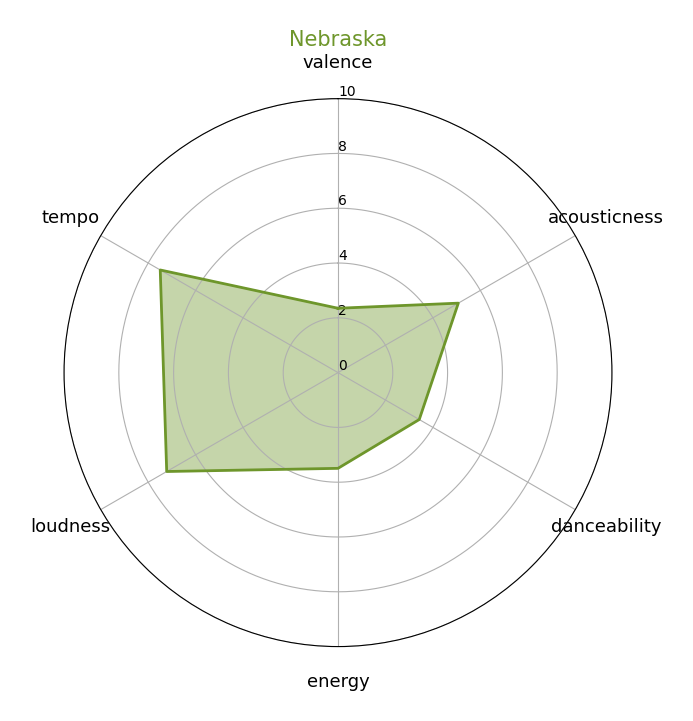 Nebraska
valence
10
8
tempo
6
acousticness
4
2
0
loudness
danceability
energy